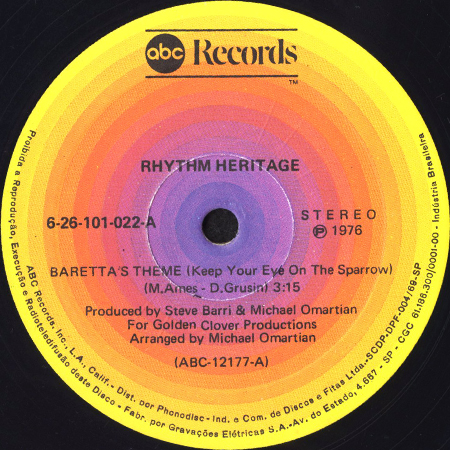 abc Records
TM
RHYTHM HERITAGE
6-26-101-022-A
STEREO
Ⓟ 1976
BARETTA'S THEME (Keep Your Eye On The Sparrow)
(M.Ames - D.Grusin) 3:15
Produced by Steve Barri & Michael Omartian
For Golden Clover Productions
Arranged by Michael Omartian
(ABC-12177-A)
Proibida a Reprodução, Execução e Radioteledifusão deste Disco - Fabr. por Gravações Elétricas S.A.-Av. do Estado, 4.667 - SP - CGC 61.186.300/0001-00 - Indústria Brasileira
ABC Records, Inc., L.A., Calif.- Dist. por Phonodisc - Ind. e Com. de Discos e Fitas Ltda.-SCDP-DPF-004/69-SP